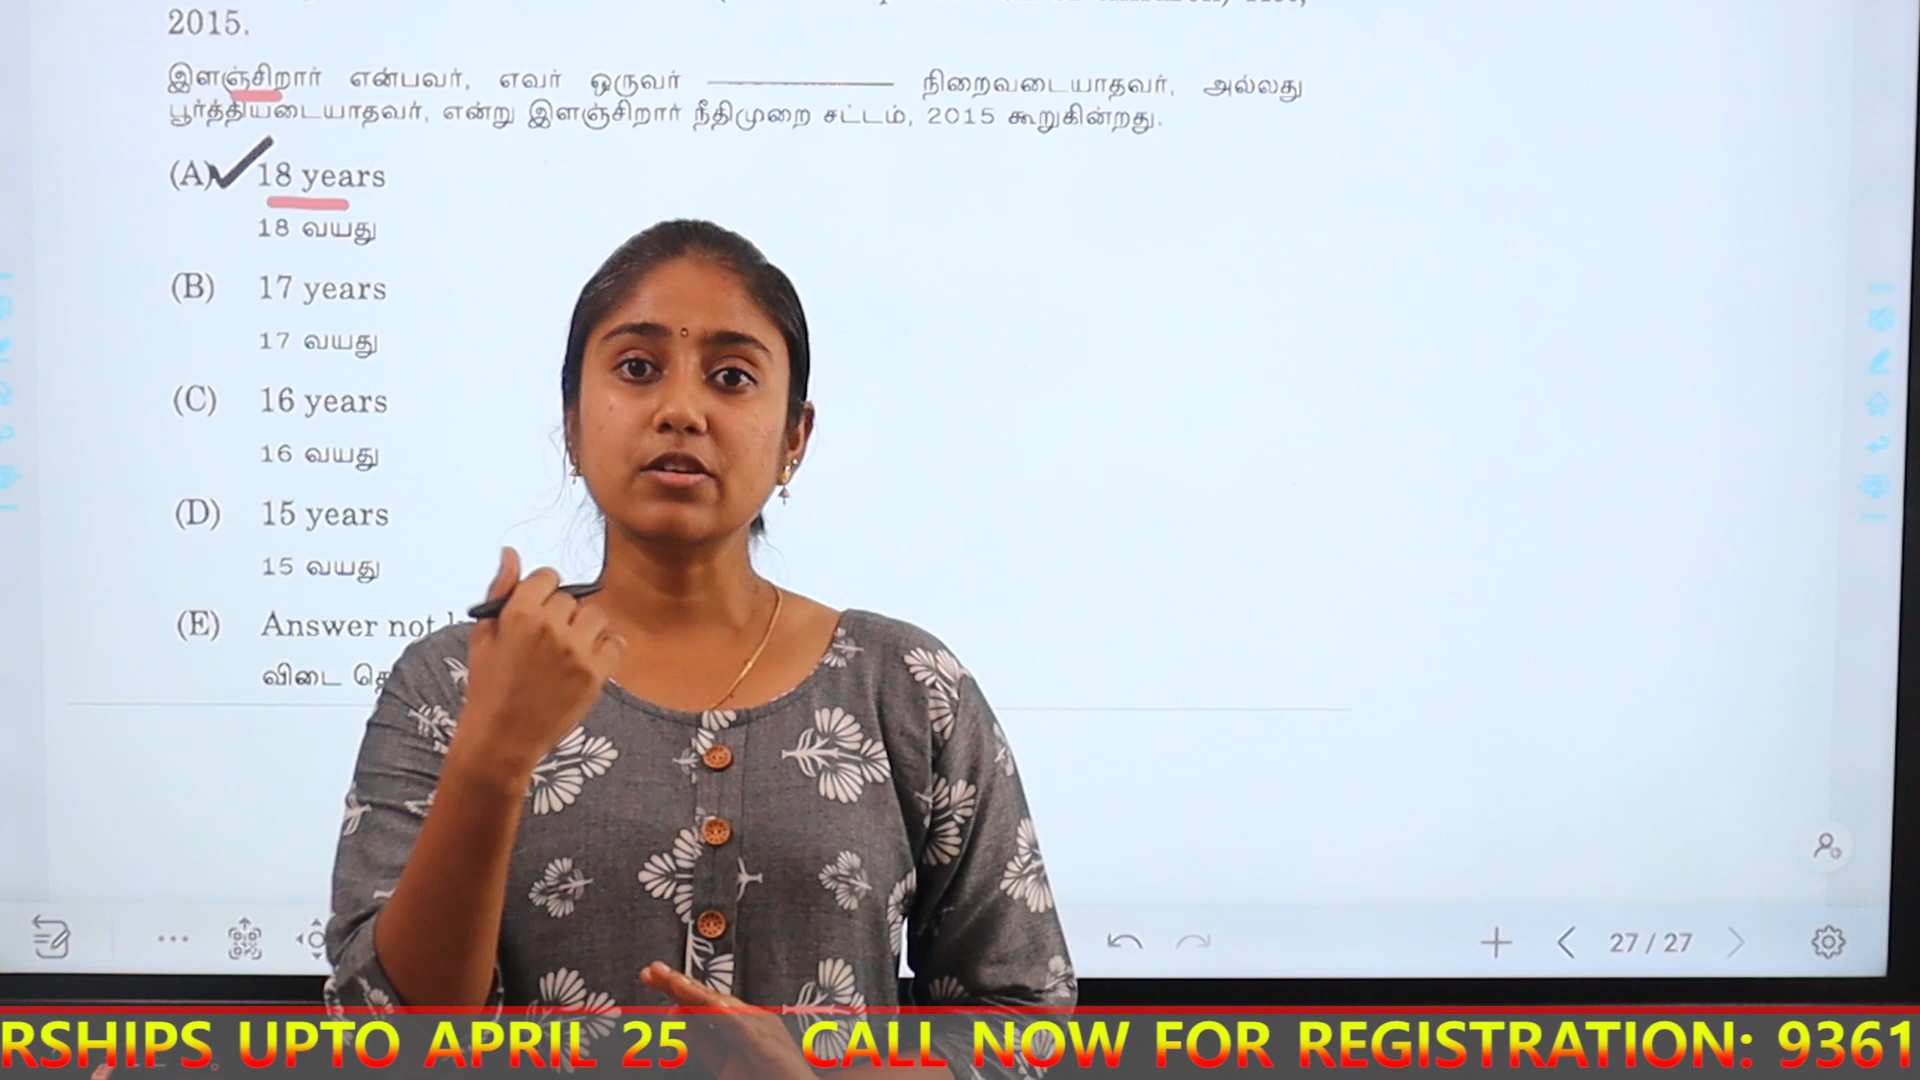 2015.
இளஞ்சிறார் என்பவர், எவர் ஒருவர் ____________ நிறைவடையாதவர், அல்லது
பூர்த்தியடையாதவர், என்று இளஞ்சிறார் நீதிமுறை சட்டம், 2015 கூறுகின்றது.
(A) 18 years
18 வயது
(B) 17 years
17 வயது
(C) 16 years
16 வயது
(D) 15 years
15 வயது
(E) Answer not
விடை
27/27
RSHIPS UPTO APRIL 25 CALL NOW FOR REGISTRATION: 9361